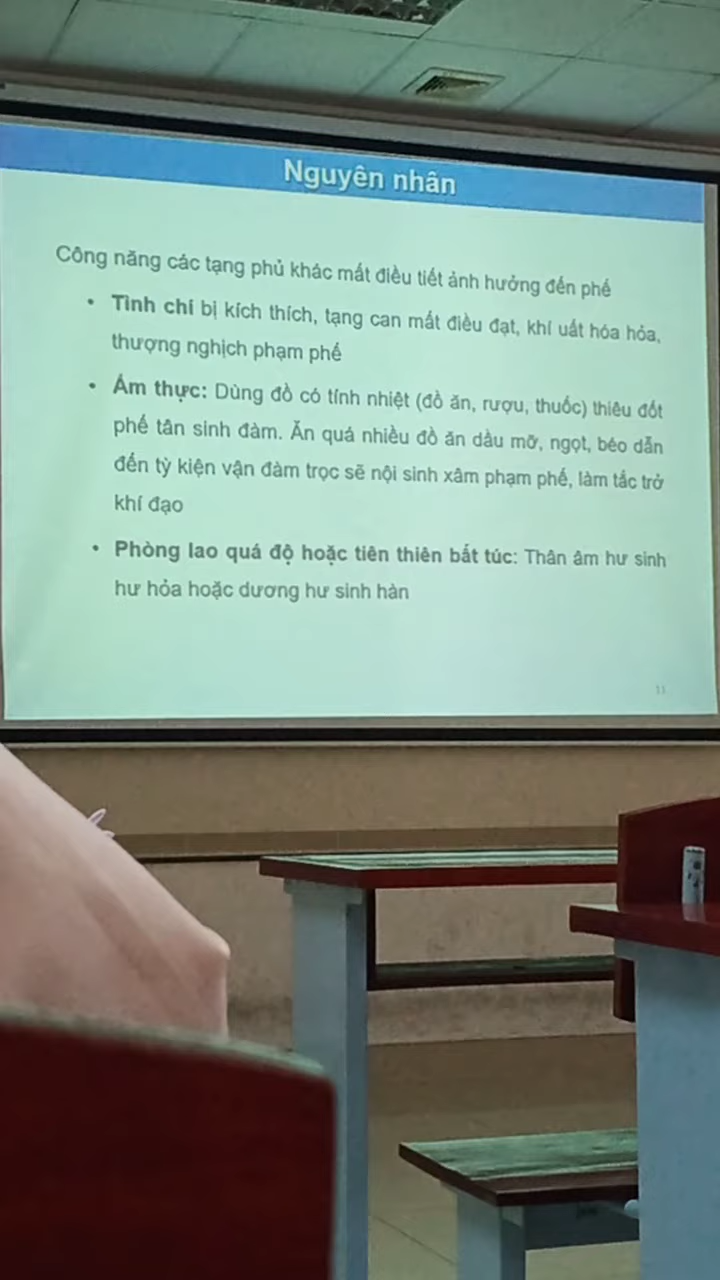 Nguyên nhân
Công năng các tạng phủ khác mất điều tiết ảnh hưởng đến phế
• Tình chí bị kích thích, tạng can mất điều đạt, khí uất hóa hỏa,
thượng nghịch phạm phế
• Ẩm thực: Dùng đồ có tính nhiệt (đồ ăn, rượu, thuốc) thiêu đốt
phế tân sinh đàm. Ăn quá nhiều đồ ăn dầu mỡ, ngọt, béo dẫn
đến tỳ kiện vận đàm trọc sẽ nội sinh xâm phạm phế, làm tắc trở
khí đạo
• Phòng lao quá độ hoặc tiên thiên bất túc: Thận âm hư sinh
hư hỏa hoặc dương hư sinh hàn
11